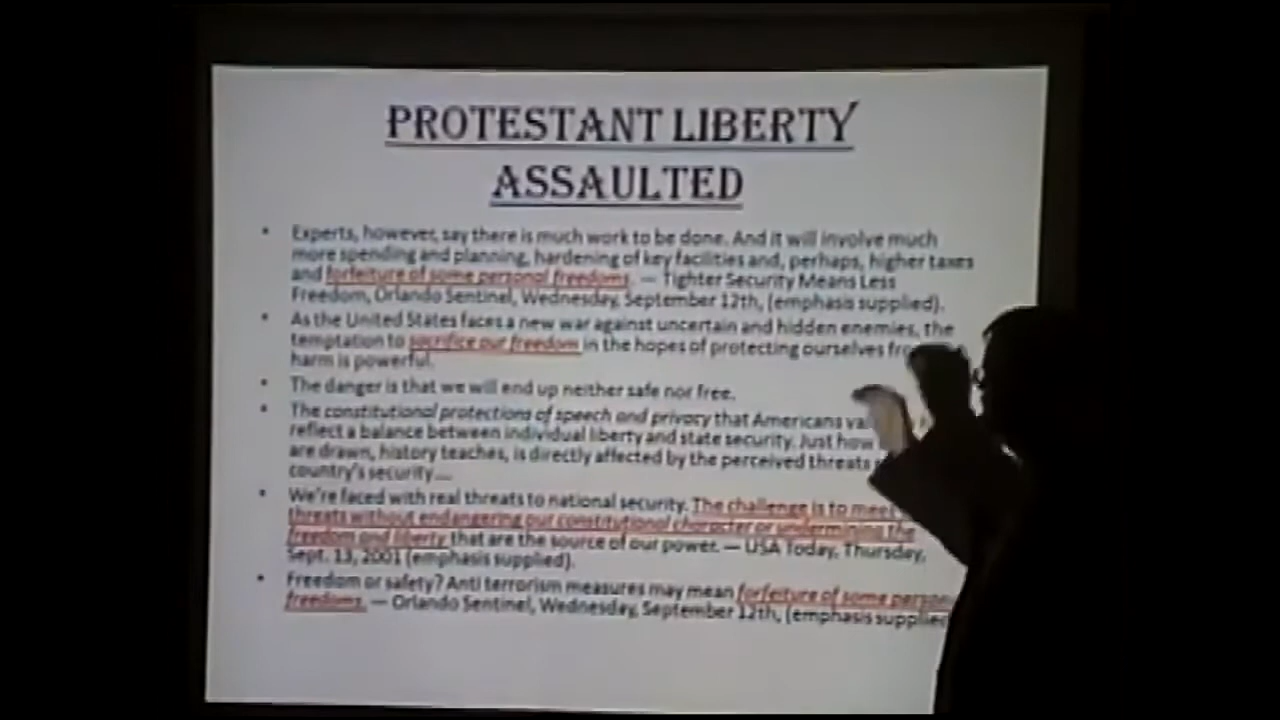 PROTESTANT LIBERTY
ASSAULTED
• Experts, however, say there is much work to be done. And it will involve much
more spending and planning, hardening of key facilities and, perhaps, higher taxes
and forfeiture of some personal freedoms. — Tighter Security Means Less
Freedom, Orlando Sentinel, Wednesday, September 12th, (emphasis supplied).
• As the United States faces a new war against uncertain and hidden enemies, the
temptation to sacrifice our freedom in the hopes of protecting ourselves
harm is powerful.
• The danger is that we will end up neither safe nor free.
• The constitutional protections of speech and privacy that Americans
reflect a balance between individual liberty and state security. Just how
are drawn, history teaches, is directly affected by the perceived threats
country's security....
• We're faced with real threats to national security. The challenge is to meet
threats without endangering our constitutional character or undermining the
freedom and liberty that are the source of our power. — USA Today, Thursday,
Sept. 13, 2001 (emphasis supplied).
• Freedom or safety? Anti terrorism measures may mean forfeiture of some
freedoms. — Orlando Sentinel, Wednesday, September 12th, (emphasis supplied